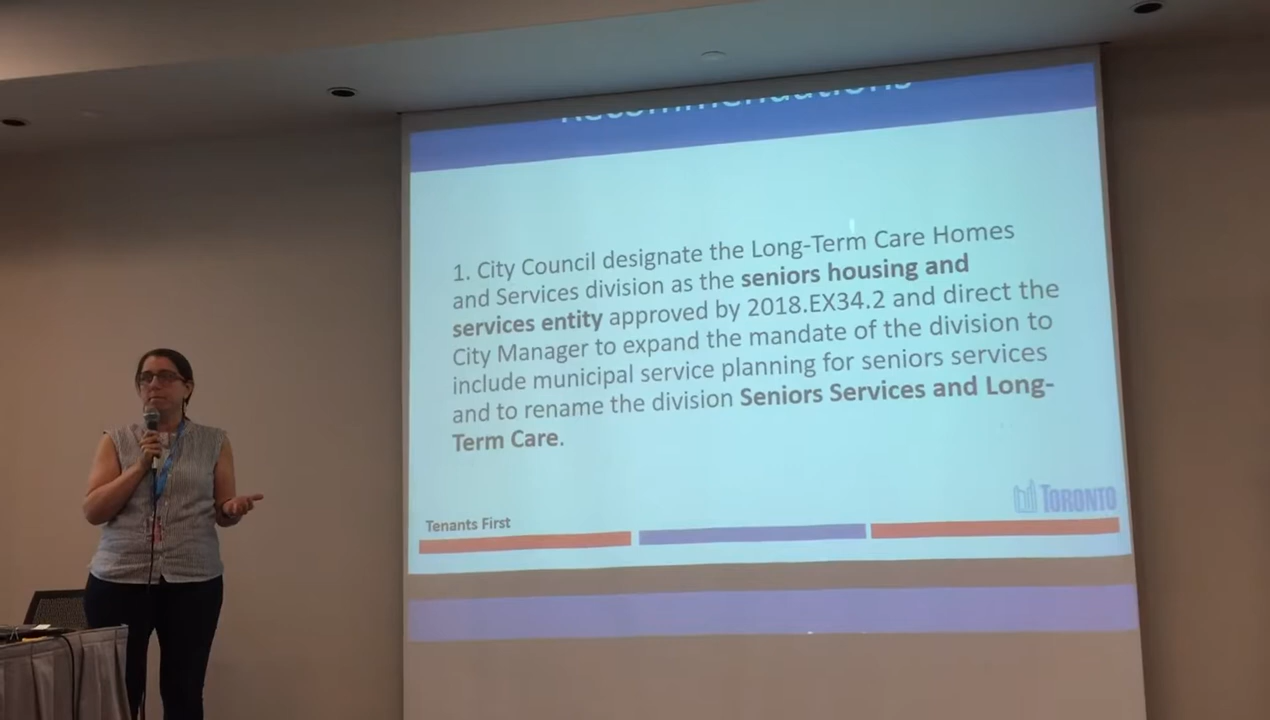 Recommendations
1. City Council designate the Long-Term Care Homes
and Services division as the seniors housing and
services entity approved by 2018.EX34.2 and direct the
City Manager to expand the mandate of the division to
include municipal service planning for seniors services
and to rename the division Seniors Services and Long-
Term Care.
TORONTO
Tenants First